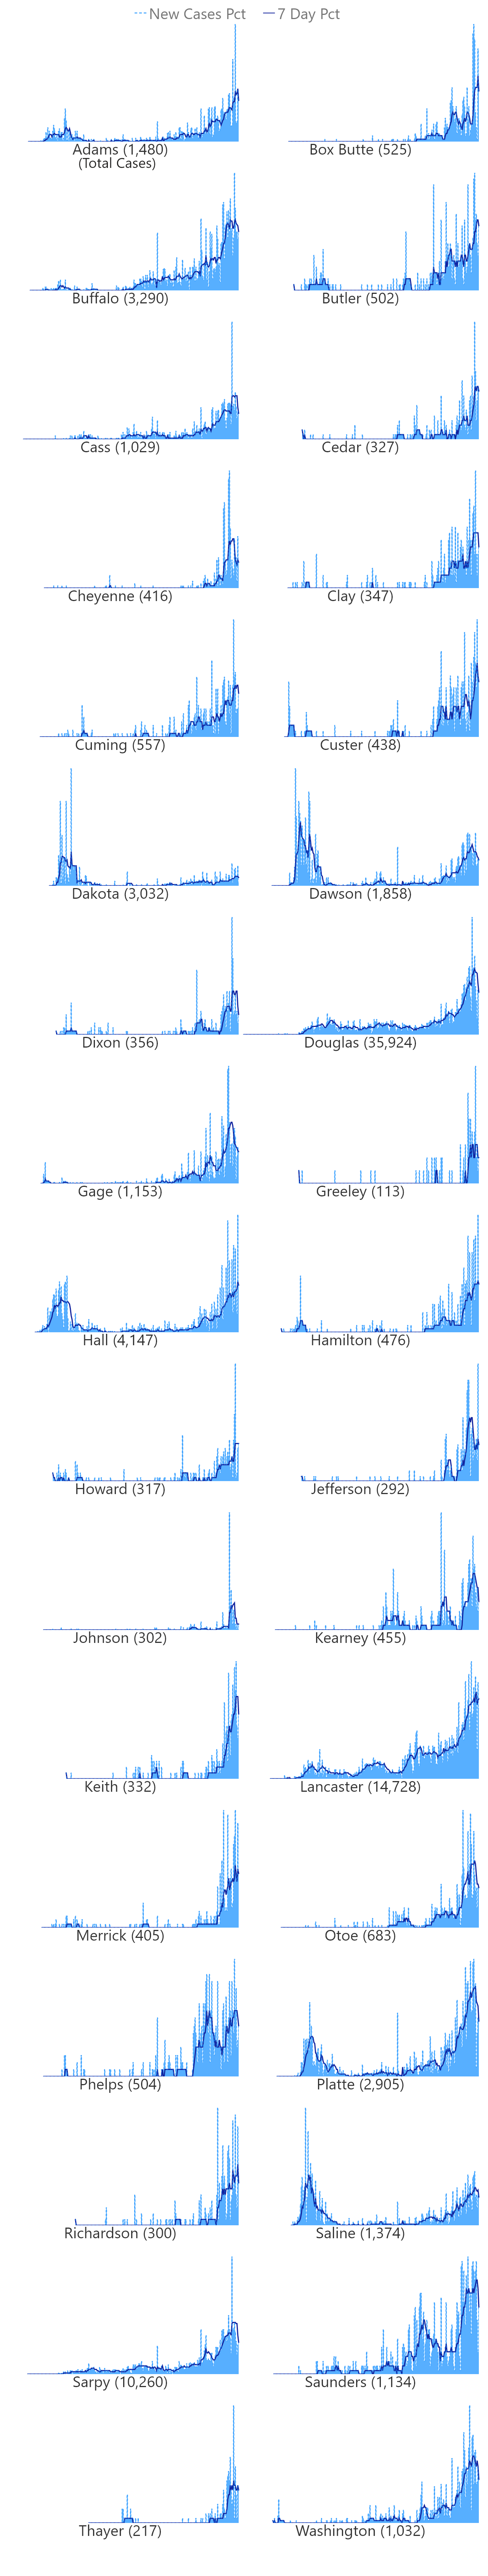 New Cases Pct 7 Day Pct
Adams (1,480) Box Butte (525)
(Total Cases)
Buffalo (3,290) Butler (502)
Cass (1,029) Cedar (327)
Cheyenne (416) Clay (347)
Cuming (557) Custer (438)
Dakota (3,032) Dawson (1,858)
Dixon (356) Douglas (35,924)
Gage (1,153) Greeley (113)
Hall (4,147) Hamilton (476)
Howard (317) Jefferson (292)
Johnson (302) Kearney (455)
Keith (332) Lancaster (14,728)
Merrick (405) Otoe (683)
Phelps (504) Platte (2,905)
Richardson (300) Saline (1,374)
Sarpy (10,260) Saunders (1,134)
Thayer (217) Washington (1,032)